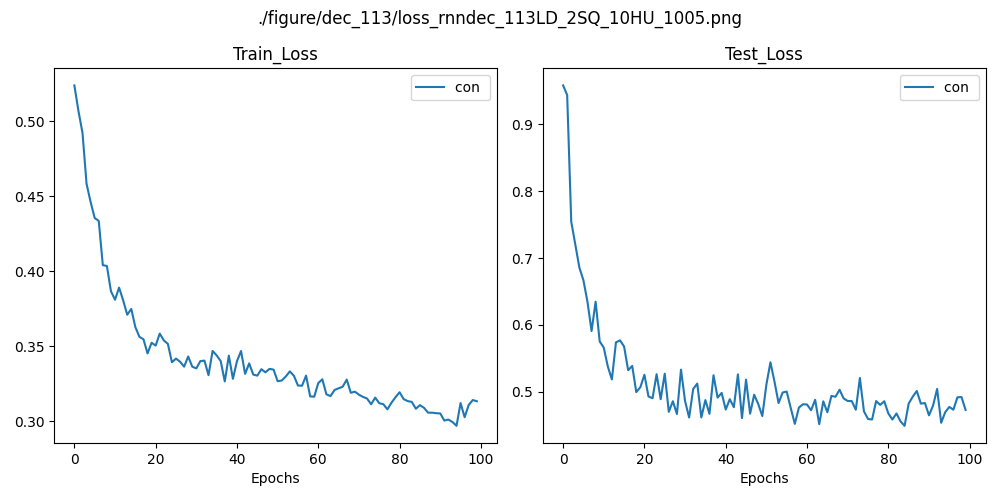 ./figure/dec_113/loss_rnndec_113LD_2SQ_10HU_1005.png
Train_Loss
con
0.50
0.45
0.40
0.35
0.30
0 20 40 60 80 100
Epochs
Test_Loss
con
0.9
0.8
0.7
0.6
0.5
0 20 40 60 80 100
Epochs